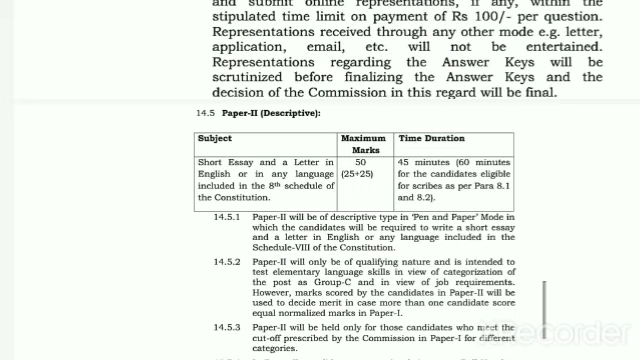 and submit online representations, if any, within the
stipulated time limit on payment of Rs 100/- per question.
Representations received through any other mode e.g. letter,
application, email, etc. will not be entertained.
Representations regarding the Answer Keys will be
scrutinized before finalizing the Answer Keys and the
decision of the Commission in this regard will be final.
14.5 Paper-II (Descriptive):
Subject Maximum Marks Time Duration
Short Essay and a Letter in English or in any language included in the 8th schedule of the Constitution. 50 (25+25) 45 minutes (60 minutes for the candidates eligible for scribes as per Para 8.1 and 8.2).
14.5.1 Paper-II will be of descriptive type in 'Pen and Paper' Mode in
which the candidates will be required to write a short essay
and a letter in English or any language included in the
Schedule-VIII of the Constitution.
14.5.2 Paper-II will only be of qualifying nature and is intended to
test elementary language skills in view of categorization of
the post as Group-C and in view of job requirements.
However, marks scored by the candidates in Paper-II will be
used to decide merit in case more than one candidate score
equal normalized marks in Paper-I.
14.5.3 Paper-II will be held only for those candidates who meet the
cut-off prescribed by the Commission in Paper-I for different
categories.
Recorder